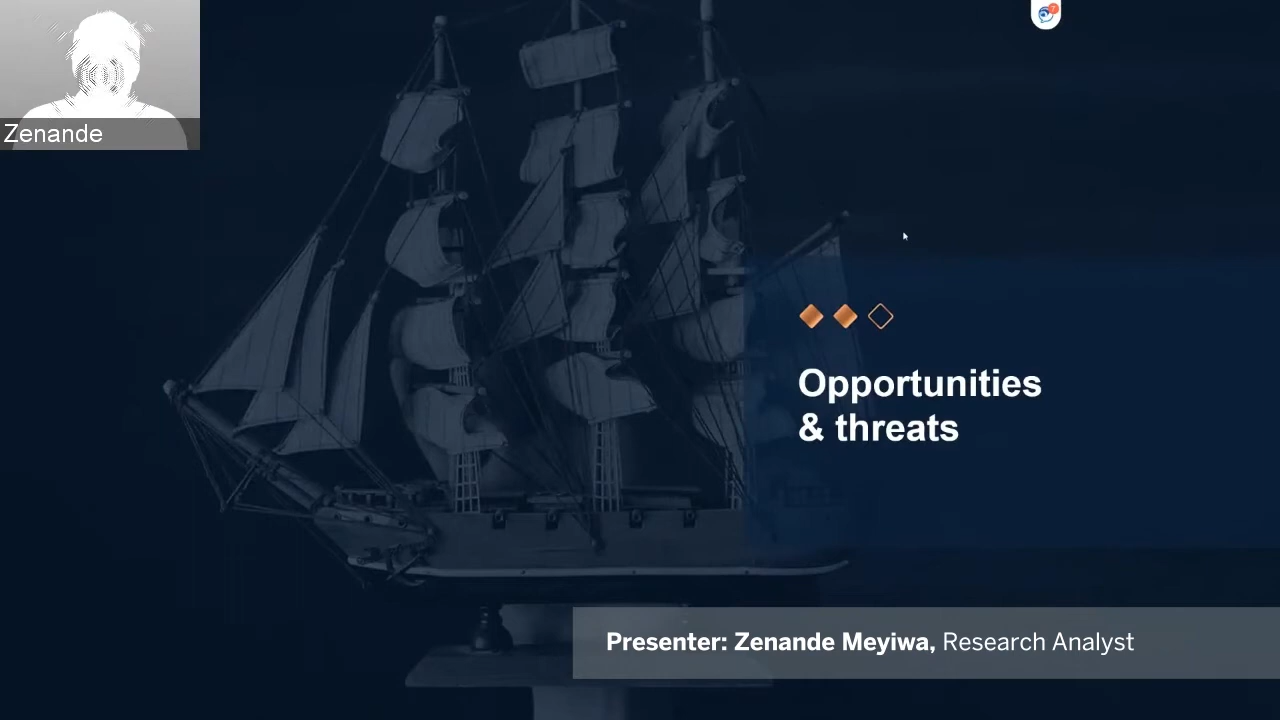 Zenande
Opportunities
& threats
Presenter: Zenande Meyiwa, Research Analyst